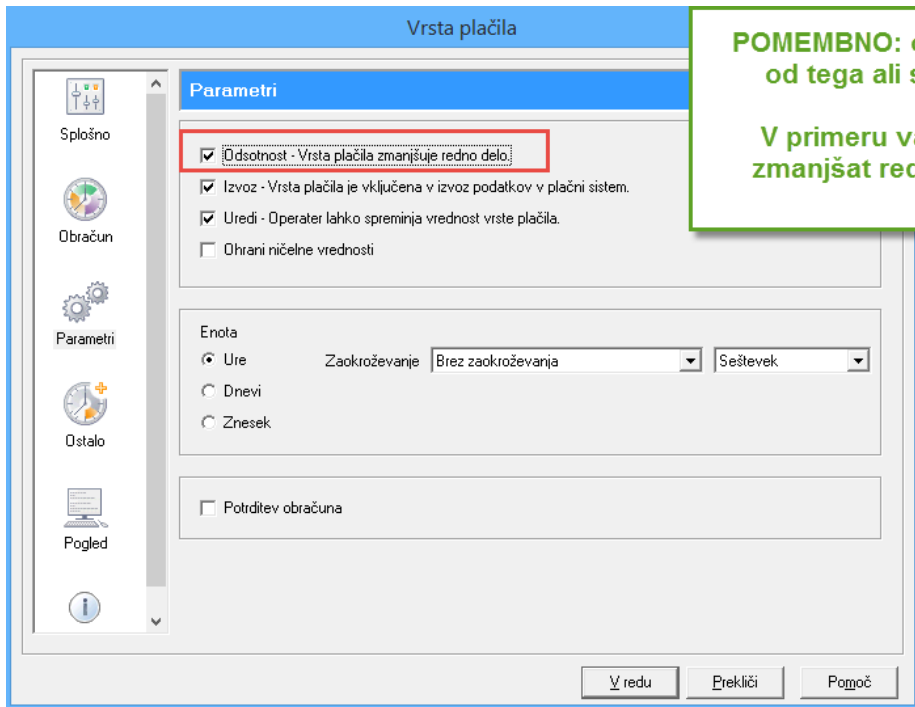 Vrsta plačila
POMEMBNO:
od tega ali
V primeru
zmanjšat
Splošno
Obračun
Parametri
Ostalo
Pogled
Parametri
Odsotnost - Vrsta plačila zmanjšuje redno delo.
Izvoz - Vrsta plačila je vključena v izvoz podatkov v plačni sistem.
Uredi - Operater lahko spreminja vrednost vrste plačila.
Ohrani ničelne vrednosti
Enota
Ure Zaokroževanje Brez zaokroževanja Seštevek
Dnevi
Znesek
Potrditev obračuna
V redu Prekliči Pomoč